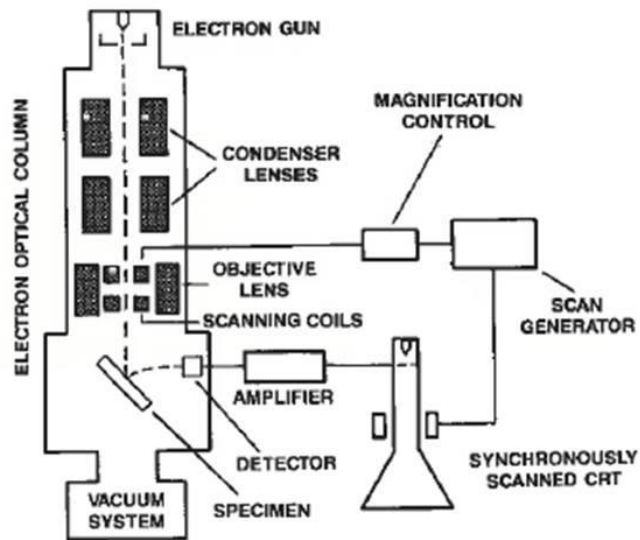 ELECTRON GUN
MAGNIFICATION
CONTROL
CONDENSER
LENSES
ELECTRON OPTICAL COLUMN
OBJECTIVE
LENS
SCANNING COILS
SCAN
GENERATOR
AMPLIFIER
DETECTOR
SYNCHRONOUSLY
SCANNED CRT
SPECIMEN
VACUUM
SYSTEM